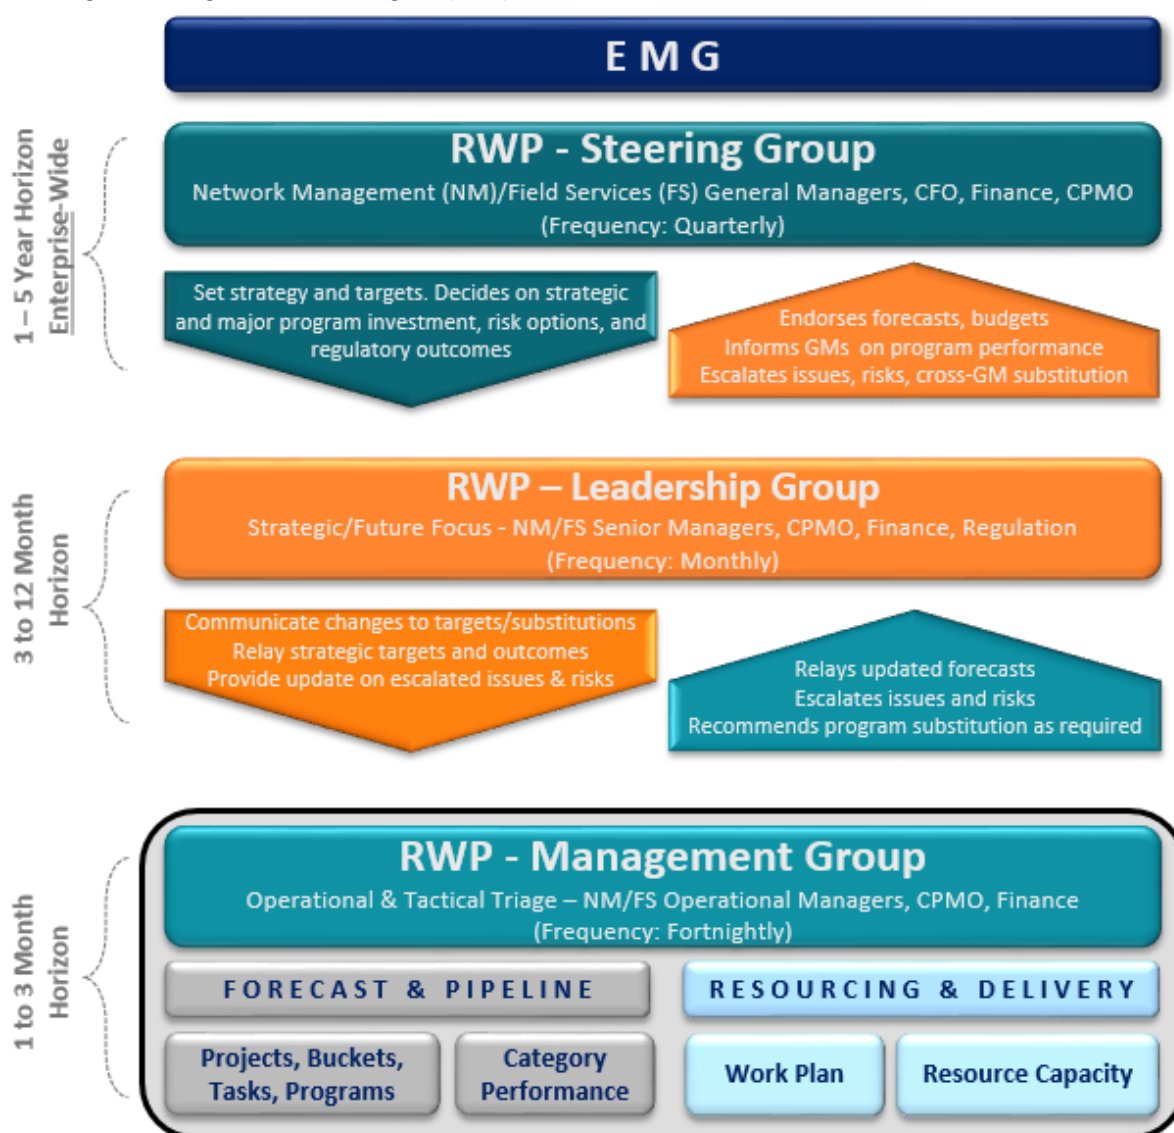 E M G
1 – 5 Year Horizon
Enterprise-Wide
RWP - Steering Group
Network Management (NM)/Field Services (FS) General Managers, CFO, Finance, CPMO
(Frequency: Quarterly)
Set strategy and targets. Decides on strategic
and major program investment, risk options, and
regulatory outcomes
Endorses forecasts, budgets
Informs GMs on program performance
Escalates issues, risks, cross-GM substitution
3 to 12 Month
Horizon
RWP – Leadership Group
Strategic/Future Focus - NM/FS Senior Managers, CPMO, Finance, Regulation
(Frequency: Monthly)
Communicate changes to targets/substitutions
Relay strategic targets and outcomes
Provide update on escalated issues & risks
Relays updated forecasts
Escalates issues and risks
Recommends program substitution as required
1 to 3 Month
Horizon
RWP - Management Group
Operational & Tactical Triage – NM/FS Operational Managers, CPMO, Finance
(Frequency: Fortnightly)
FORECAST & PIPELINE
RESOURCING & DELIVERY
Projects, Buckets,
Tasks, Programs
Category
Performance
Work Plan
Resource Capacity